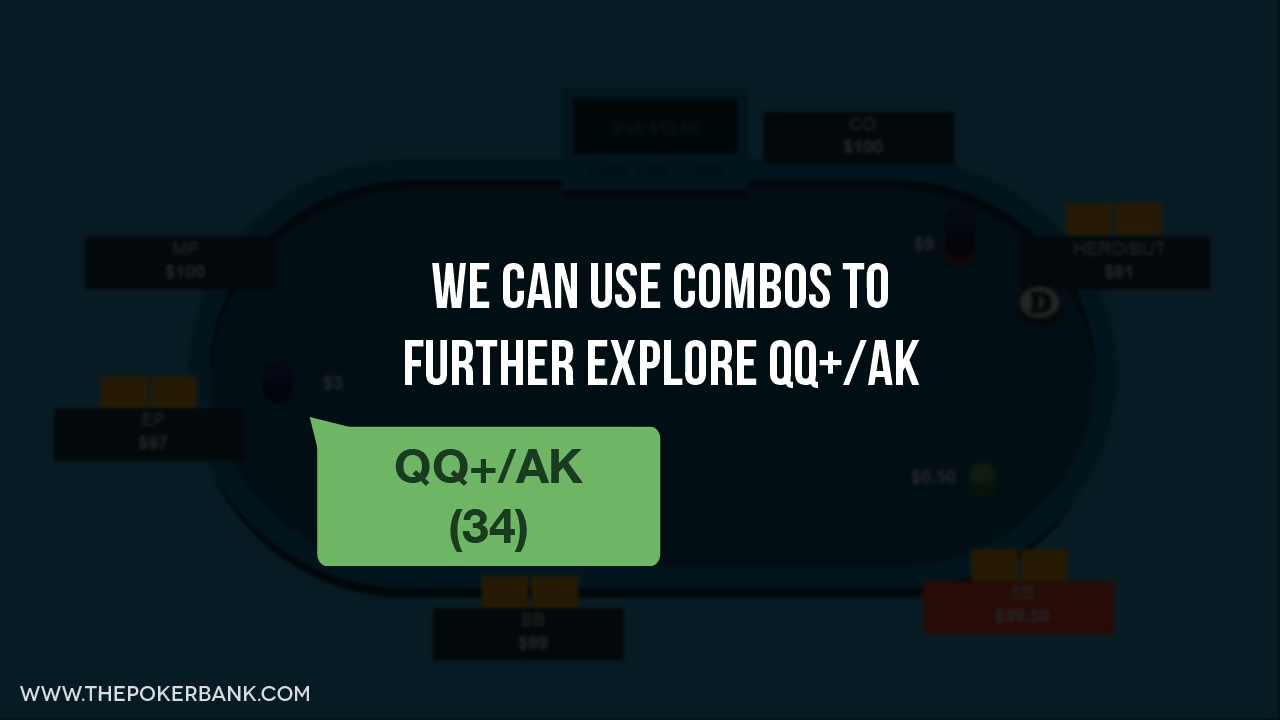 CO
$100
MP
$100
$9
HERO/BUT
$91
D
WE CAN USE COMBOS TO
FURTHER EXPLORE QQ+/AK
$3
EP
$97
QQ+/AK
(34)
$0.50
BB
$99
SB
$99.50
WWW.THEPOKERBANK.COM